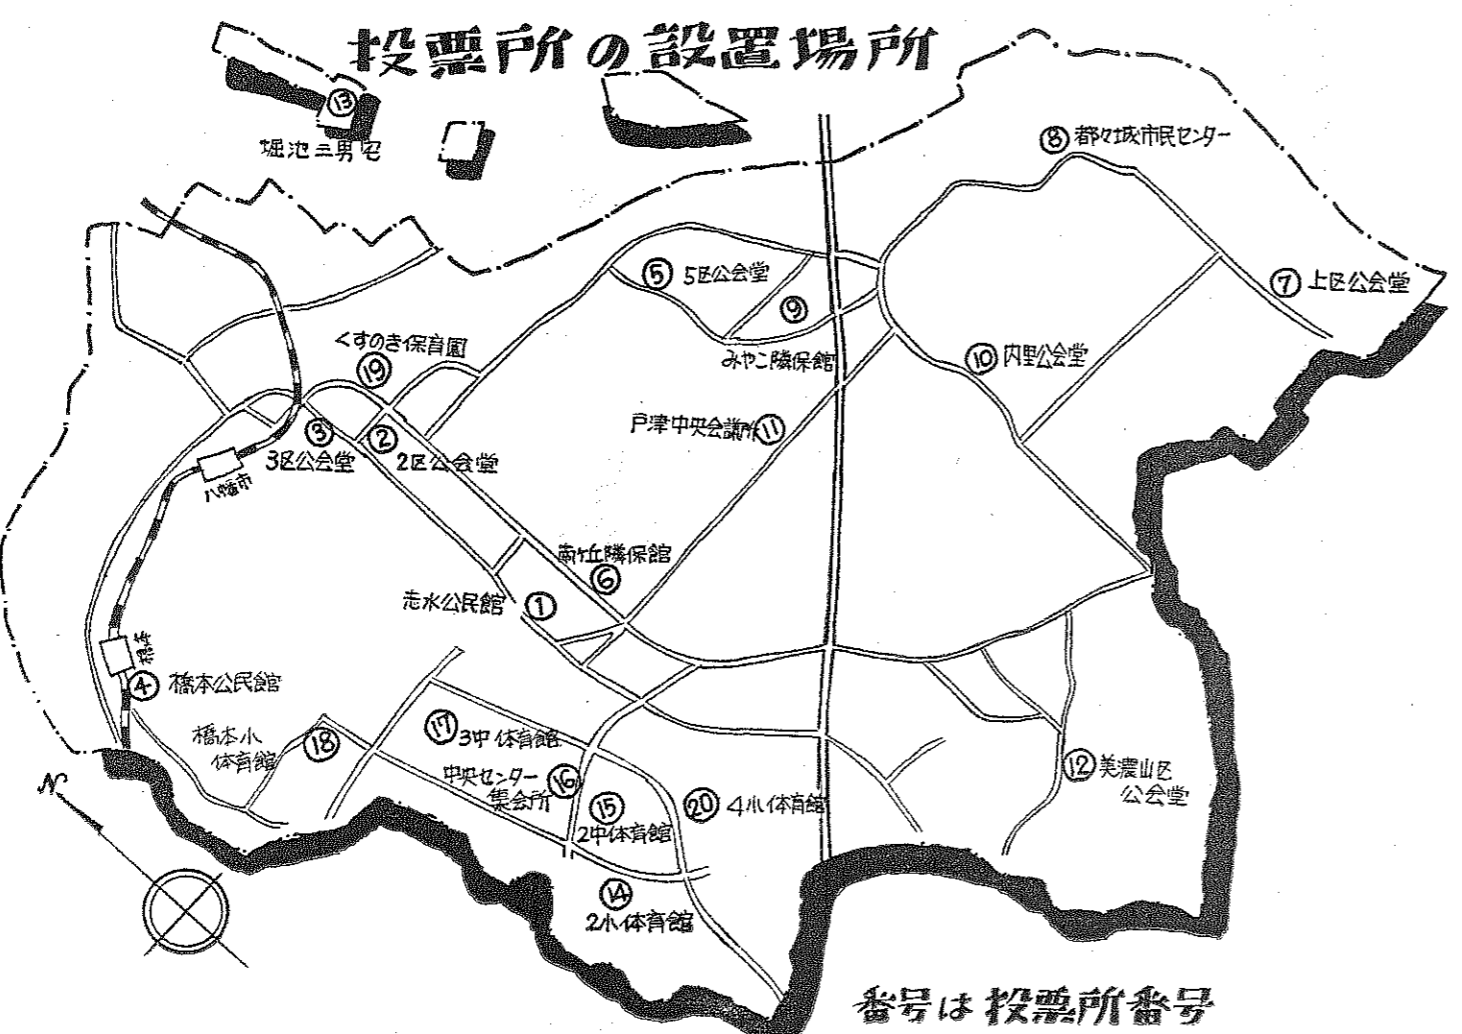 投票所の設置場所
⑬
堀池三男宅
⑧ 都々城市民センター
⑤ 5区公会堂
⑦ 上区公会堂
⑨
みやこ隣保館
くすのき保育園
⑲
⑩ 内里公会堂
戸津中央会議所 ⑪
③
3区公会堂
②
2区公会堂
八幡市
南ヶ丘隣保館
⑥
志水公民館 ①
橋本
④ 橋本公民館
橋本小
体育館 ⑱
⑰ 3中体育館
中央センター
集会所 ⑯
⑮
2中体育館
⑳ 4小体育館
⑫ 美濃山区
公会堂
N
⑭
2小体育館
番号は投票所番号